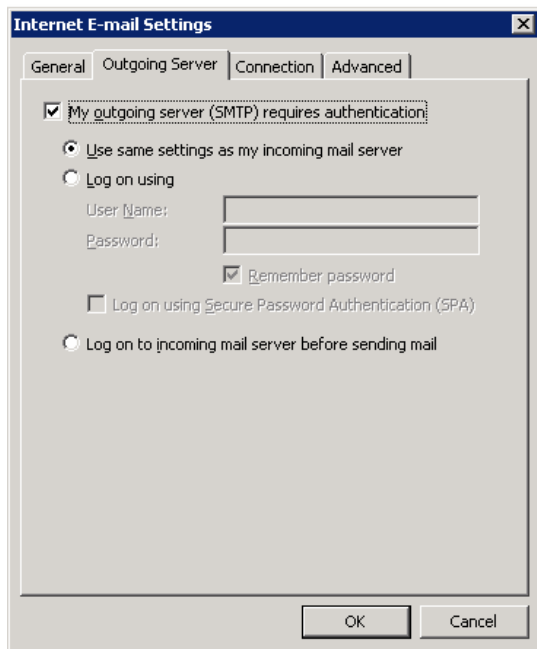 Internet E-mail Settings
General Outgoing Server Connection Advanced
My outgoing server (SMTP) requires authentication
Use same settings as my incoming mail server
Log on using
User Name:
Password:
Remember password
Log on using Secure Password Authentication (SPA)
Log on to incoming mail server before sending mail
OK Cancel